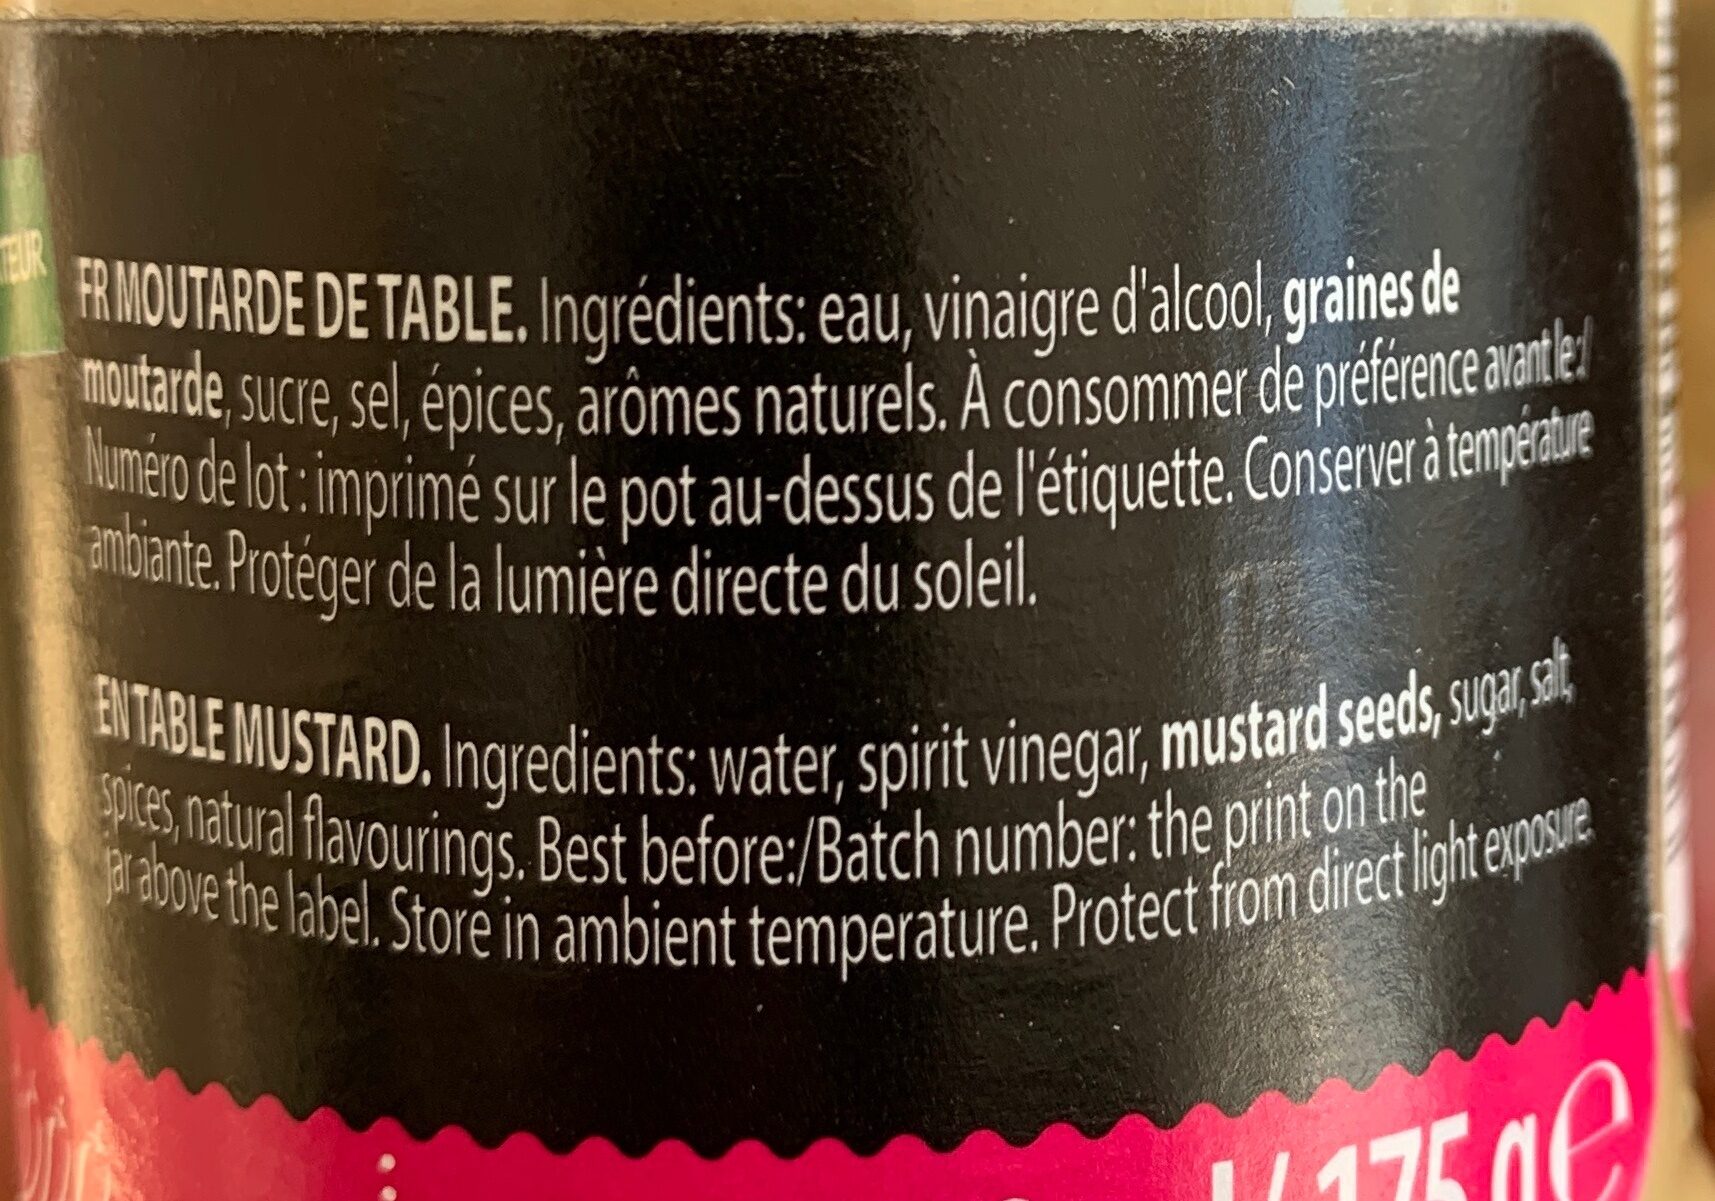 TEUR
FR MOUTARDE DE TABLE. Ingrédients: eau, vinaigre d'alcool, graines de
moutarde, sucre, sel, épices, arômes naturels. À consommer de préférence avant le:/
Numéro de lot : imprimé sur le pot au-dessus de l'étiquette. Conserver à température
ambiante. Protéger de la lumière directe du soleil.
EN TABLE MUSTARD. Ingredients: water, spirit vinegar, mustard seeds, sugar, salt,
spices, natural flavourings. Best before:/Batch number: the print on the
jar above the label. Store in ambient temperature. Protect from direct light exposure.
175 g e